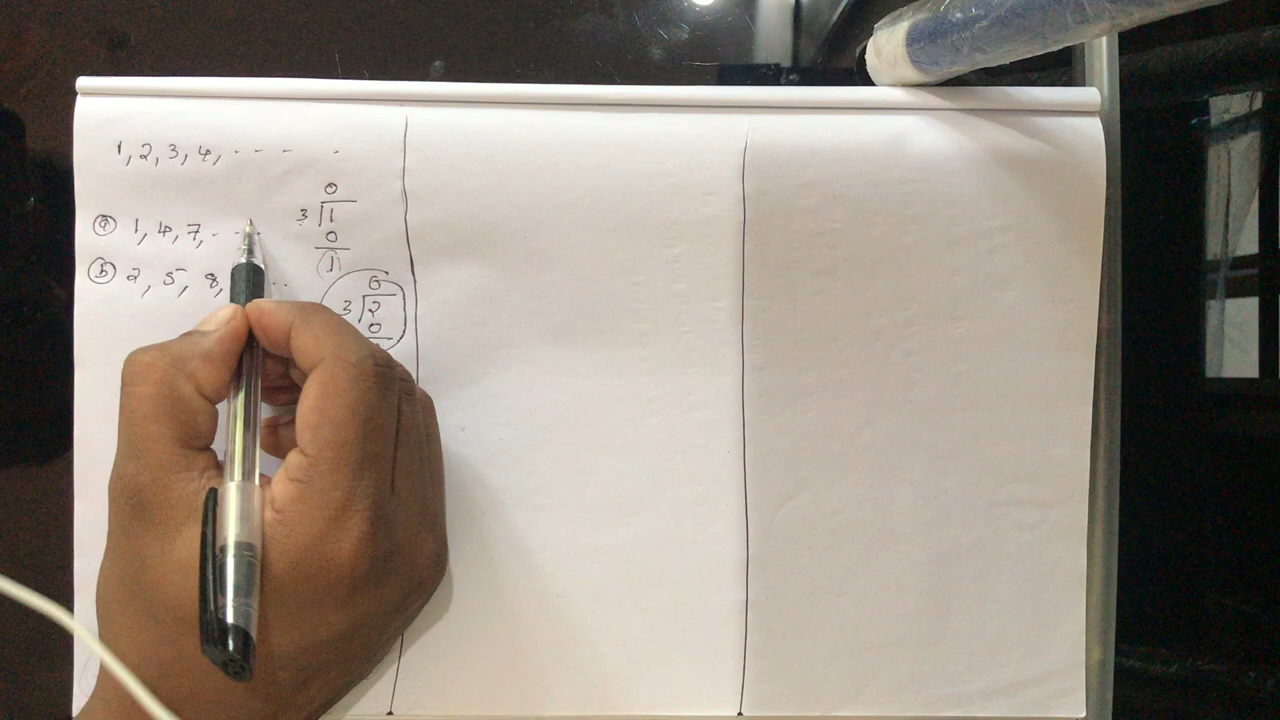 1, 2, 3, 4, - - - .
ⓐ 1, 4, 7, - - -
ⓑ 2, 5, 8, . .
0
3 1
0
1
0
3 2
0